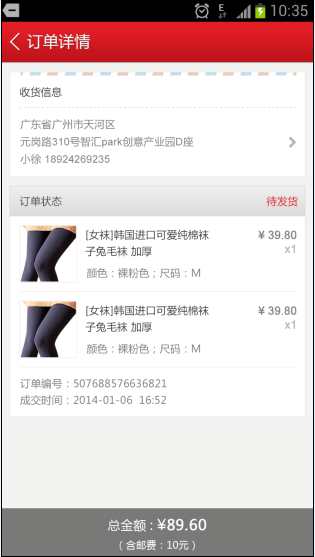 10:35
订单详情
收货信息
广东省广州市天河区
元岗路310号智汇park创意产业园D座
小徐 18924269235
订单状态 待发货
[女袜]韩国进口可爱纯棉袜 ¥ 39.80
子兔毛袜 加厚 x1
颜色：裸粉色；尺码：M
[女袜]韩国进口可爱纯棉袜 ¥ 39.80
子兔毛袜 加厚 x1
颜色：裸粉色；尺码：M
订单编号：507688576636821
成交时间：2014-01-06 16:52
总金额：¥89.60
（含邮费：10元）